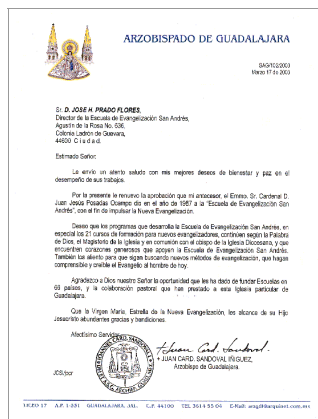 ARZOBISPADO DE GUADALAJARA
SAG/102/2003
Marzo 17 de 2003
Sr. D. JOSE H. PRADO FLORES,
Director de la Escuela de Evangelización San Andrés,
Agustín de la Rosa No. 636,
Colonia Ladrón de Guevara,
44600 C i u d a d.
Estimado Señor:
Le envío un atento saludo con mis mejores deseos de bienestar y paz en el
desempeño de sus trabajos.
Por la presente le renuevo la aprobación que mi antecesor, el Emmo. Sr. Cardenal D.
Juan Jesús Posadas Ocampo dio en el año de 1987 a la "Escuela de Evangelización San
Andrés", con el fin de impulsar la Nueva Evangelización.
Deseo que los programas que desarrolla la Escuela de Evangelización San Andrés, en
especial los 21 cursos de formación para nuevos evangelizadores, continúen según la Palabra
de Dios, el Magisterio de la Iglesia y en comunión con el obispo de la Iglesia Diocesana, y que
encuentren corazones generosos que apoyen la Escuela de Evangelización San Andrés.
También los aliento para que sigan buscando nuevos métodos de evangelización, que hagan
comprensible y creíble el Evangelio al hombre de hoy.
Agradezco a Dios nuestro Señor la oportunidad que les ha dado de fundar Escuelas en
66 países, y la colaboración pastoral que han prestado a esta Iglesia particular de
Guadalajara.
Que la Virgen María, Estrella de la Nueva Evangelización, les alcance de su Hijo
Jesucristo abundantes gracias y bendiciones.
Afectísimo Servidor
+ Juan Card. Sandoval
+ JUAN CARD. SANDOVAL IÑIGUEZ,
Arzobispo de Guadalajara.
JCSI/pcr
LICEO 17 A.P. 1-331 GUADALAJARA, JAL. C.P. 44100 TEL 3614 55 04 E-Mail: